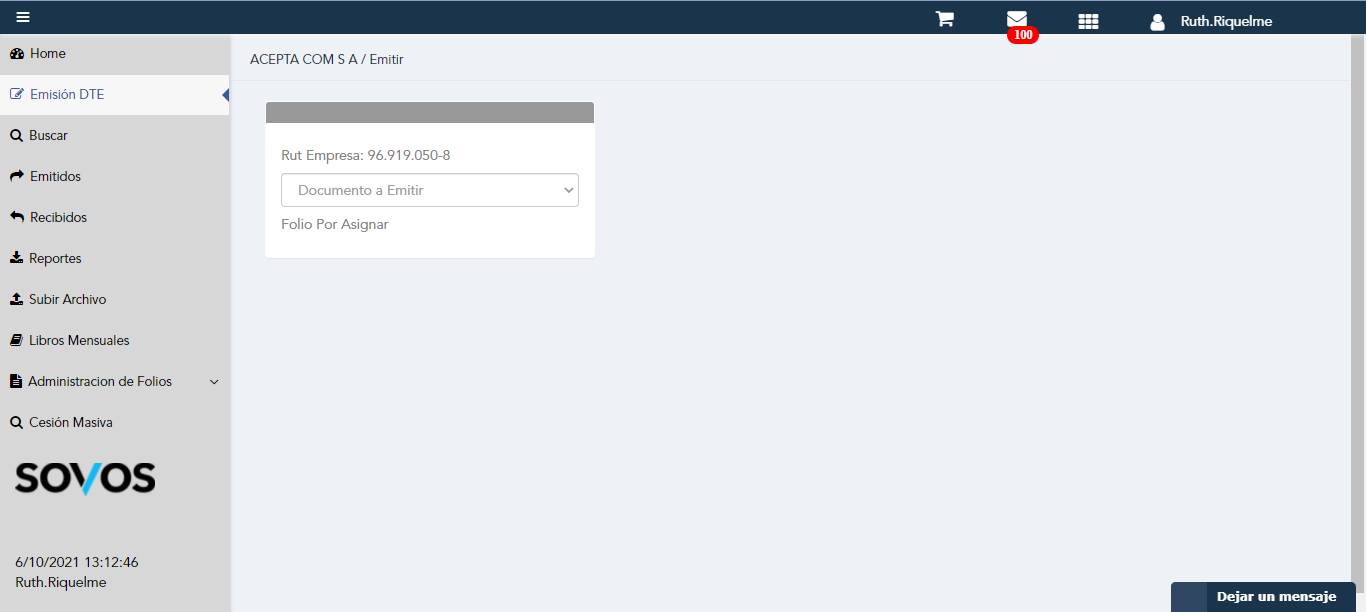 100
Ruth.Riquelme
Home
Emisión DTE
Buscar
Emitidos
Recibidos
Reportes
Subir Archivo
Libros Mensuales
Administracion de Folios
Cesión Masiva
SOVOS
6/10/2021 13:12:46
Ruth.Riquelme
ACEPTA COM S A / Emitir
Rut Empresa: 96.919.050-8
Documento a Emitir
Folio Por Asignar
Dejar un mensaje